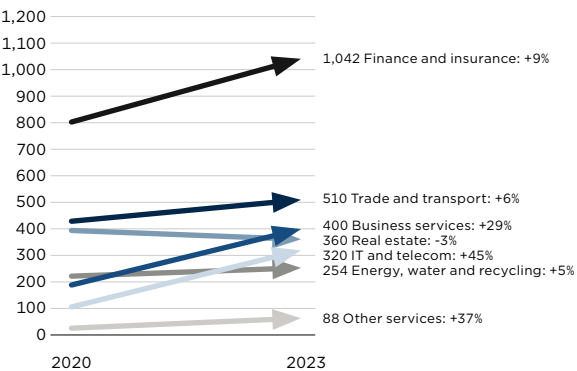 1,200
1,100
1,000
900
800
700
600
500
400
300
200
100
0
1,042 Finance and insurance: +9%
510 Trade and transport: +6%
400 Business services: +29%
360 Real estate: -3%
320 IT and telecom: +45%
254 Energy, water and recycling: +5%
88 Other services: +37%
2020 2023